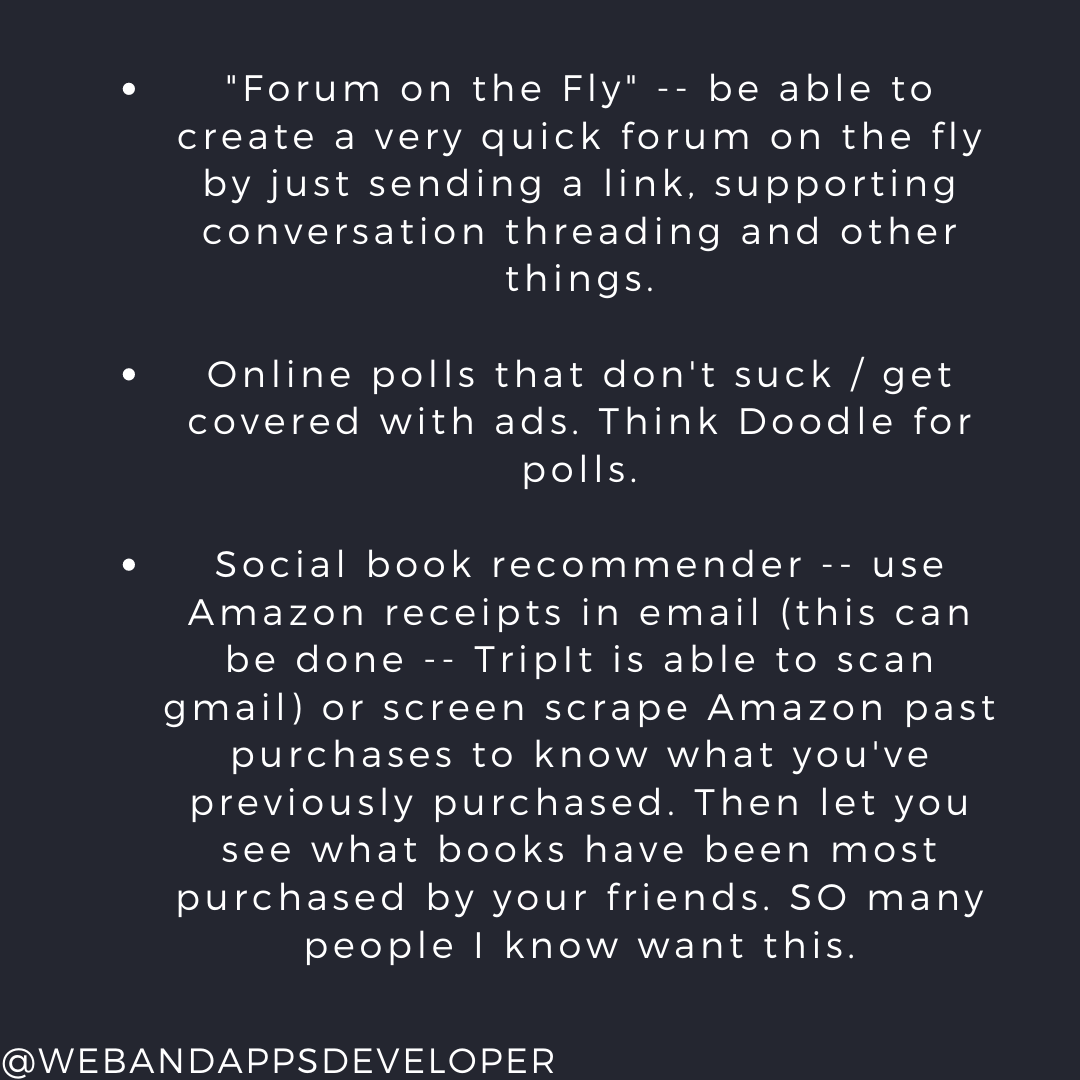 • "Forum on the Fly" -- be able to
create a very quick forum on the fly
by just sending a link, supporting
conversation threading and other
things.
• Online polls that don't suck / get
covered with ads. Think Doodle for
polls.
• Social book recommender -- use
Amazon receipts in email (this can
be done -- TripIt is able to scan
gmail) or screen scrape Amazon past
purchases to know what you've
previously purchased. Then let you
see what books have been most
purchased by your friends. SO many
people I know want this.
@WEBANDAPPSDEVELOPER